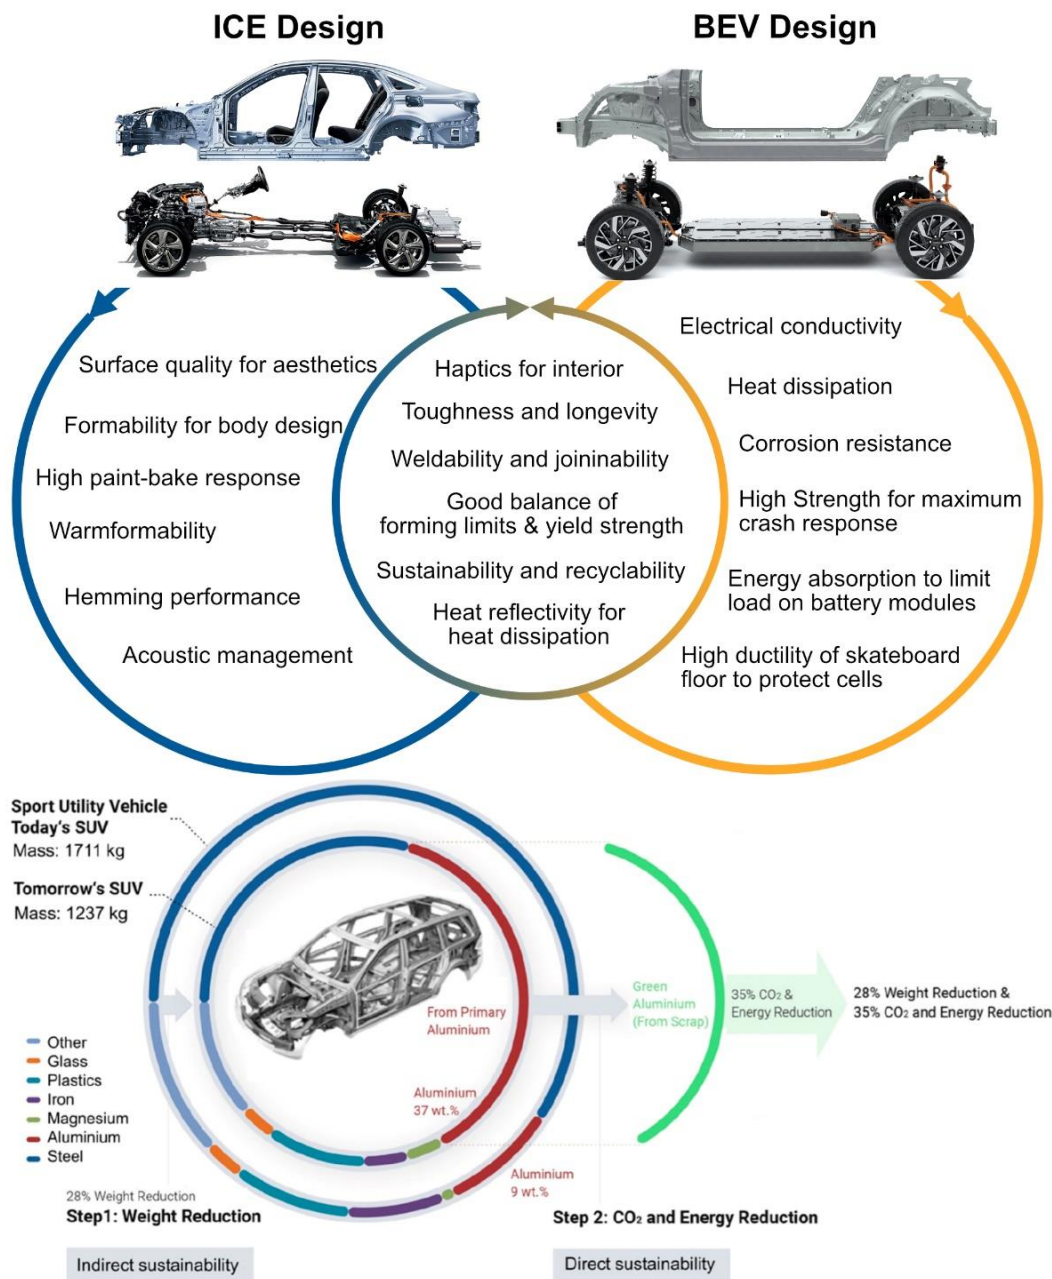 ICE Design
BEV Design
Surface quality for aesthetics
Formability for body design
High paint-bake response
Warmformability
Hemming performance
Acoustic management
Haptics for interior
Toughness and longevity
Weldability and joininability
Good balance of
forming limits & yield strength
Sustainability and recyclability
Heat reflectivity for
heat dissipation
Electrical conductivity
Heat dissipation
Corrosion resistance
High Strength for maximum
crash response
Energy absorption to limit
load on battery modules
High ductility of skateboard
floor to protect cells
Sport Utility Vehicle
Today's SUV
Mass: 1711 kg
Tomorrow's SUV
Mass: 1237 kg
From Primary
Aluminium
Green
Aluminium
(From Scrap)
35% CO₂ &
Energy Reduction
28% Weight Reduction &
35% CO₂ and Energy Reduction
Other
Glass
Plastics
Iron
Magnesium
Aluminium
Steel
Aluminium
37 wt.%
Aluminium
9 wt.%
28% Weight Reduction
Step1: Weight Reduction
Step 2: CO₂ and Energy Reduction
Indirect sustainability
Direct sustainability